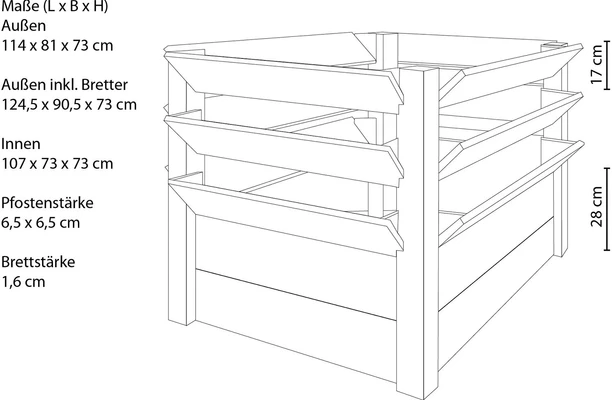 Maße (L x B x H)
Außen
114 x 81 x 73 cm
Außen inkl. Bretter
124,5 x 90,5 x 73 cm
Innen
107 x 73 x 73 cm
Pfostenstärke
6,5 x 6,5 cm
Brettstärke
1,6 cm
17 cm
28 cm